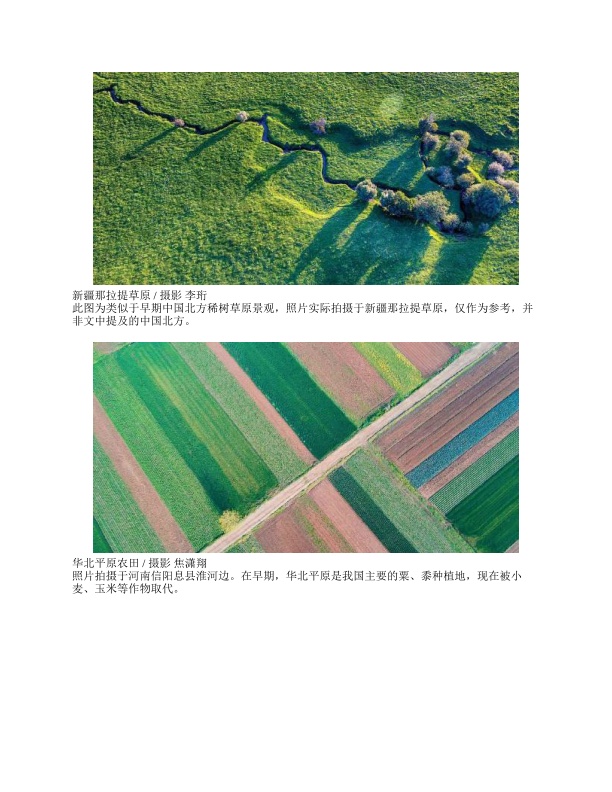 新疆那拉提草原 / 摄影 李珩
此图为类似于早期中国北方稀树草原景观，照片实际拍摄于新疆那拉提草原，仅作为参考，并
非文中提及的中国北方。
华北平原农田 / 摄影 焦潇翔
照片拍摄于河南信阳息县淮河边。在早期，华北平原是我国主要的粟、黍种植地，现在被小
麦、玉米等作物取代。